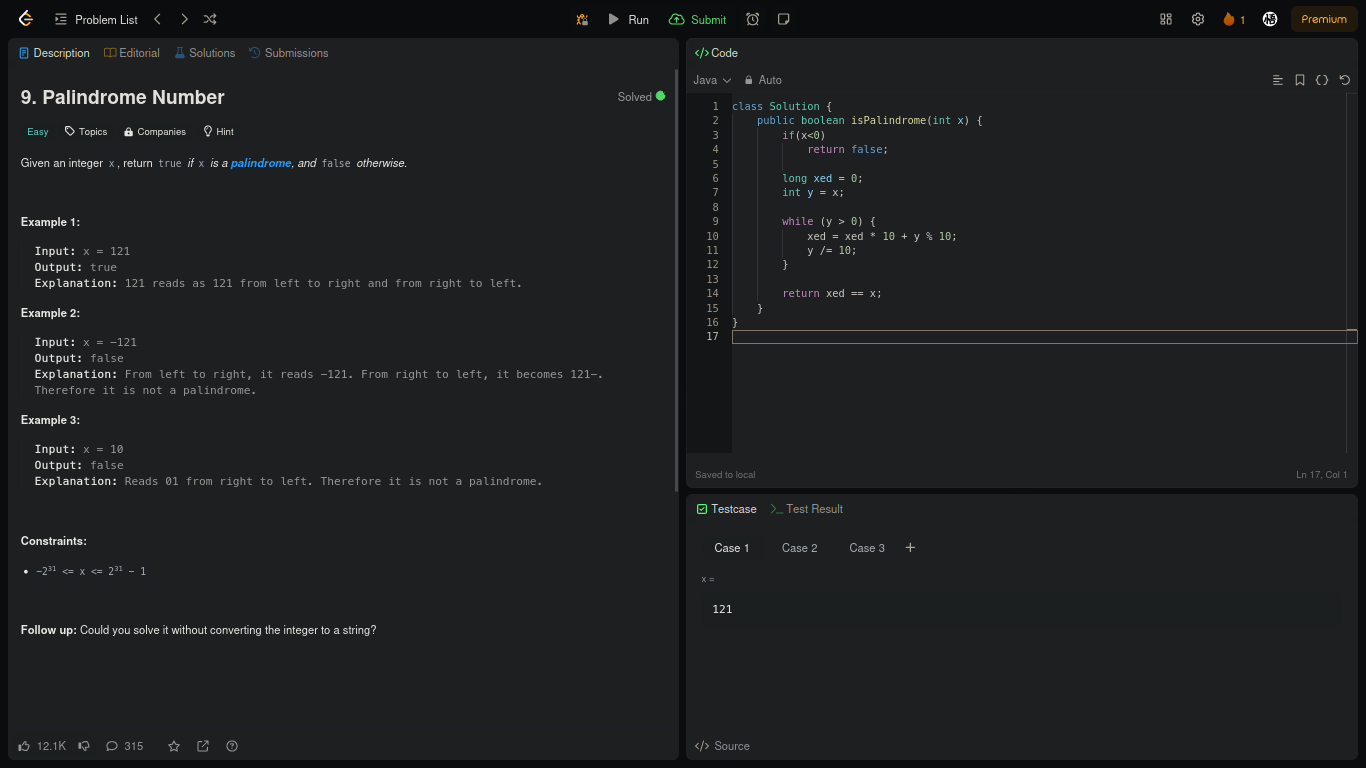 Problem List
Run
Submit
1
Premium
Description
Editorial
Solutions
Submissions
9. Palindrome Number
Solved
Easy
Topics
Companies
Hint
Given an integer x, return true if x is a palindrome, and false otherwise.
Example 1:
Input: x = 121
Output: true
Explanation: 121 reads as 121 from left to right and from right to left.
Example 2:
Input: x = −121
Output: false
Explanation: From left to right, it reads −121. From right to left, it becomes 121−.
Therefore it is not a palindrome.
Example 3:
Input: x = 10
Output: false
Explanation: Reads 01 from right to left. Therefore it is not a palindrome.
Constraints:
• −2³¹ <= x <= 2³¹ − 1
Follow up: Could you solve it without converting the integer to a string?
12.1K
315
</> Code
Java
Auto
1 class Solution {
2     public boolean isPalindrome(int x) {
3         if(x<0)
4             return false;
5
6         long xed = 0;
7         int y = x;
8
9         while (y > 0) {
10             xed = xed * 10 + y % 10;
11             y /= 10;
12         }
13
14         return xed == x;
15     }
16 }
17
Saved to local
Ln 17, Col 1
Testcase
>_ Test Result
Case 1
Case 2
Case 3
+
x =
121
</> Source